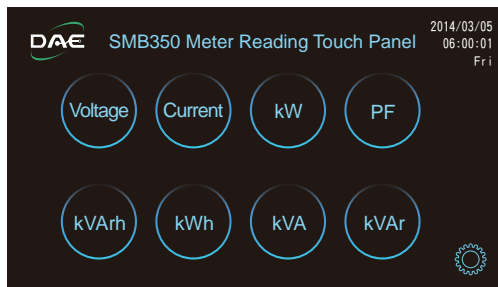 DAE
SMB350 Meter Reading Touch Panel
2014/03/05
06:00:01
Fri
Voltage
Current
kW
PF
kVArh
kWh
kVA
kVAr